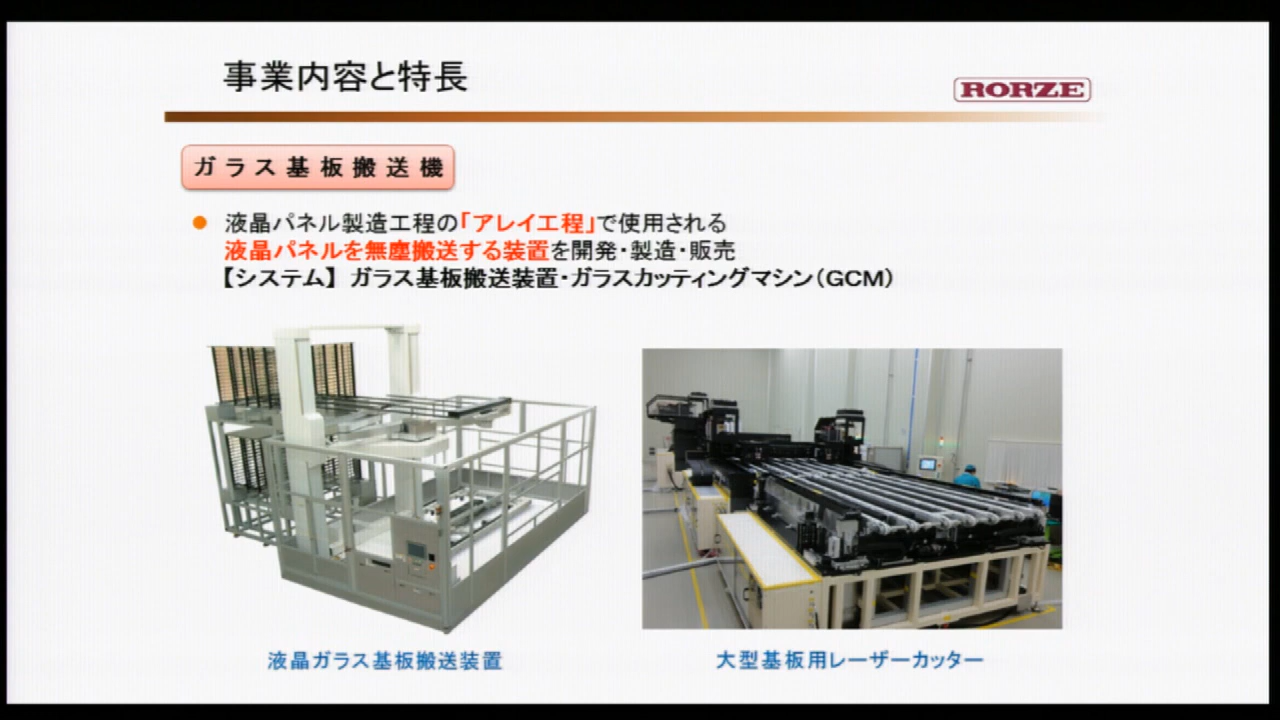 事業内容と特長
RORZE
ガラス基板搬送機
● 液晶パネル製造工程の「アレイ工程」で使用される
液晶パネルを無塵搬送する装置を開発・製造・販売
【システム】ガラス基板搬送装置・ガラスカッティングマシン(GCM)
液晶ガラス基板搬送装置
大型基板用レーザーカッター